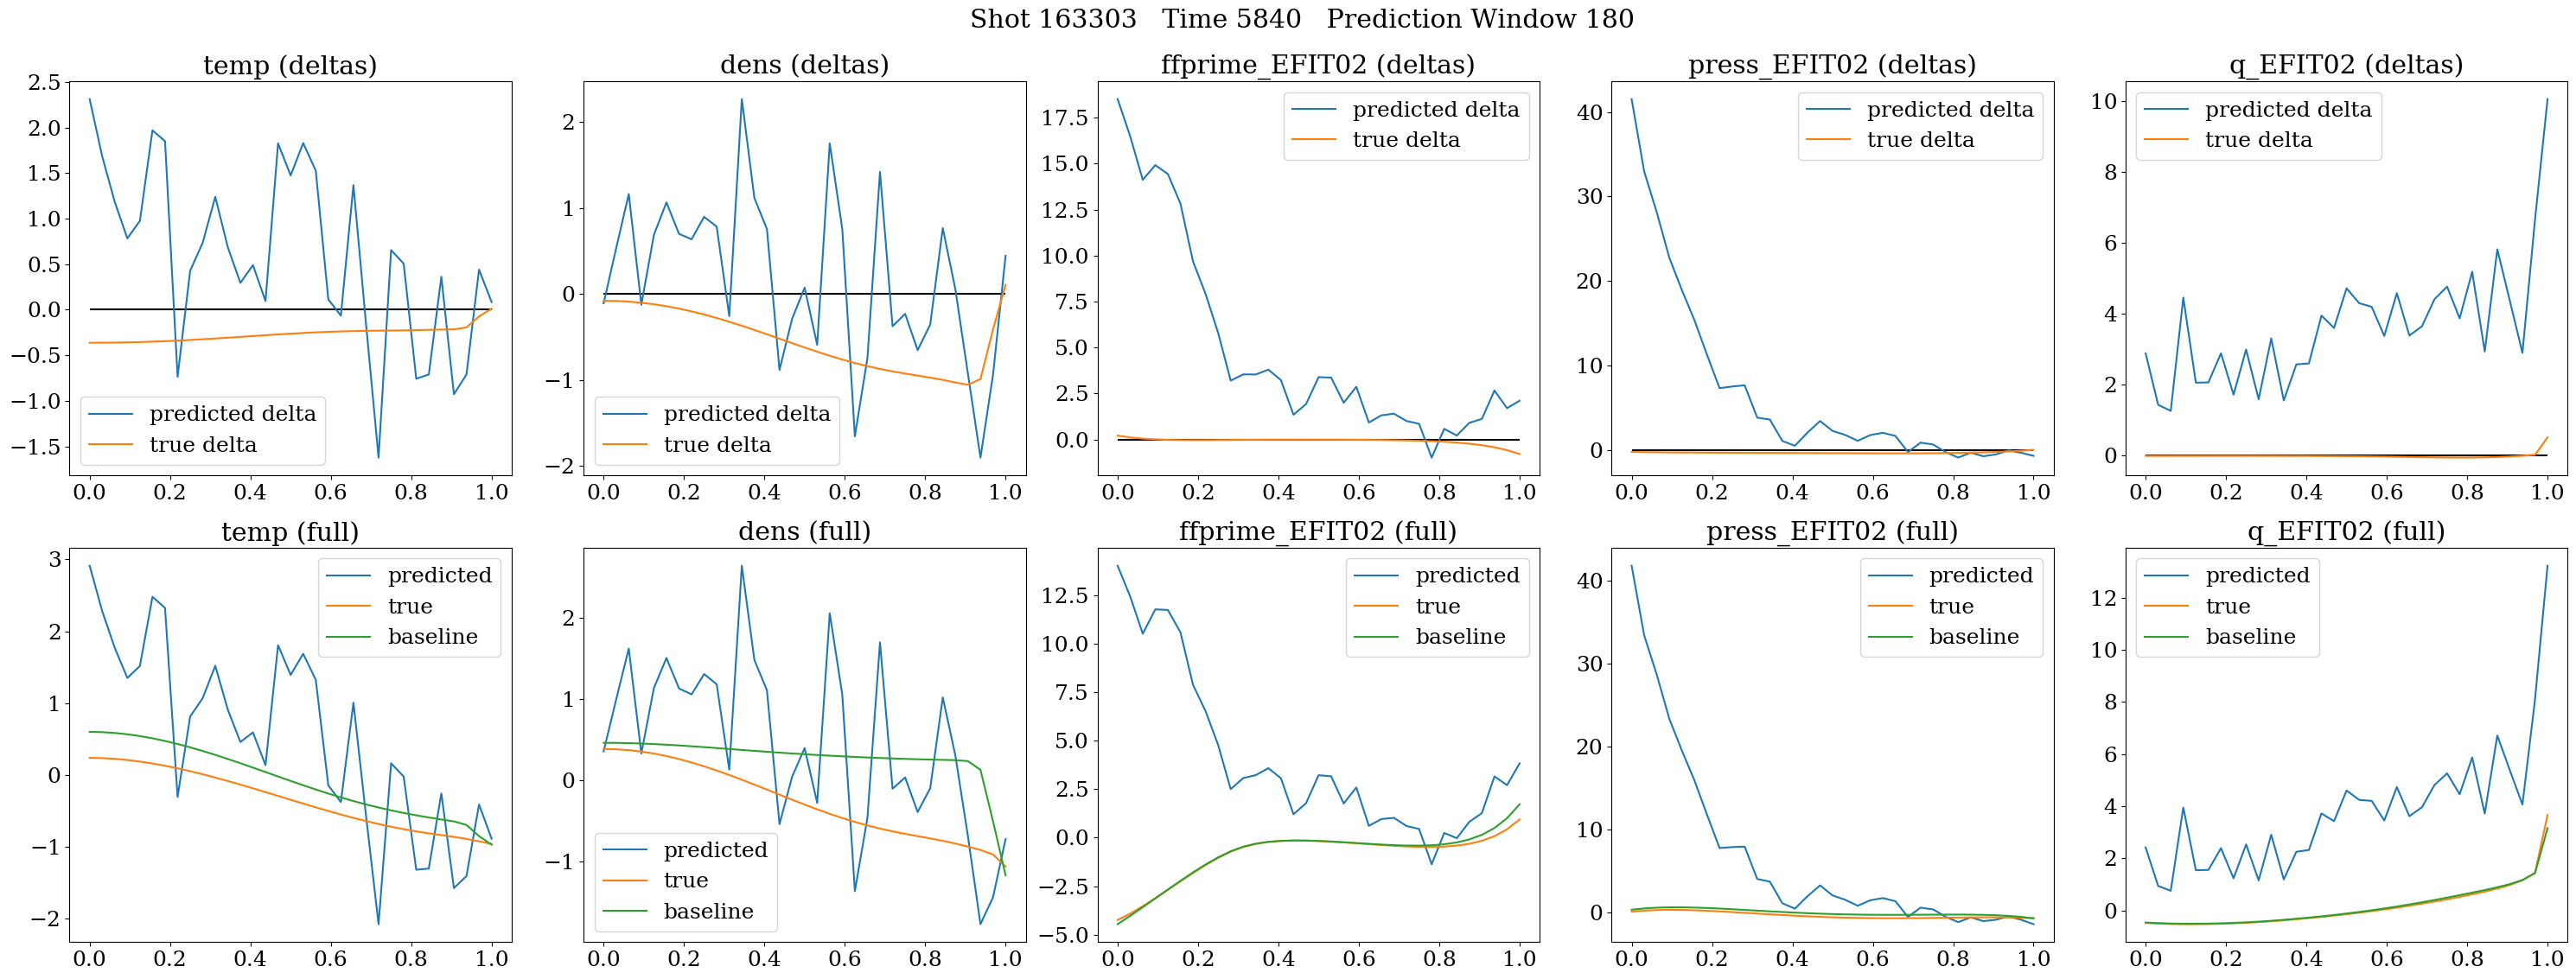 Shot 163303   Time 5840   Prediction Window 180
temp (deltas)
2.5
2.0
1.5
1.0
0.5
0.0
−0.5
−1.0
−1.5
predicted delta
true delta
0.0 0.2 0.4 0.6 0.8 1.0
dens (deltas)
2
1
0
−1
−2
predicted delta
true delta
0.0 0.2 0.4 0.6 0.8 1.0
ffprime_EFIT02 (deltas)
17.5
15.0
12.5
10.0
7.5
5.0
2.5
0.0
predicted delta
true delta
0.0 0.2 0.4 0.6 0.8 1.0
press_EFIT02 (deltas)
40
30
20
10
0
predicted delta
true delta
0.0 0.2 0.4 0.6 0.8 1.0
q_EFIT02 (deltas)
10
8
6
4
2
0
predicted delta
true delta
0.0 0.2 0.4 0.6 0.8 1.0
temp (full)
3
2
1
0
−1
−2
predicted
true
baseline
0.0 0.2 0.4 0.6 0.8 1.0
dens (full)
2
1
0
−1
predicted
true
baseline
0.0 0.2 0.4 0.6 0.8 1.0
ffprime_EFIT02 (full)
12.5
10.0
7.5
5.0
2.5
0.0
−2.5
−5.0
predicted
true
baseline
0.0 0.2 0.4 0.6 0.8 1.0
press_EFIT02 (full)
40
30
20
10
0
predicted
true
baseline
0.0 0.2 0.4 0.6 0.8 1.0
q_EFIT02 (full)
12
10
8
6
4
2
0
predicted
true
baseline
0.0 0.2 0.4 0.6 0.8 1.0